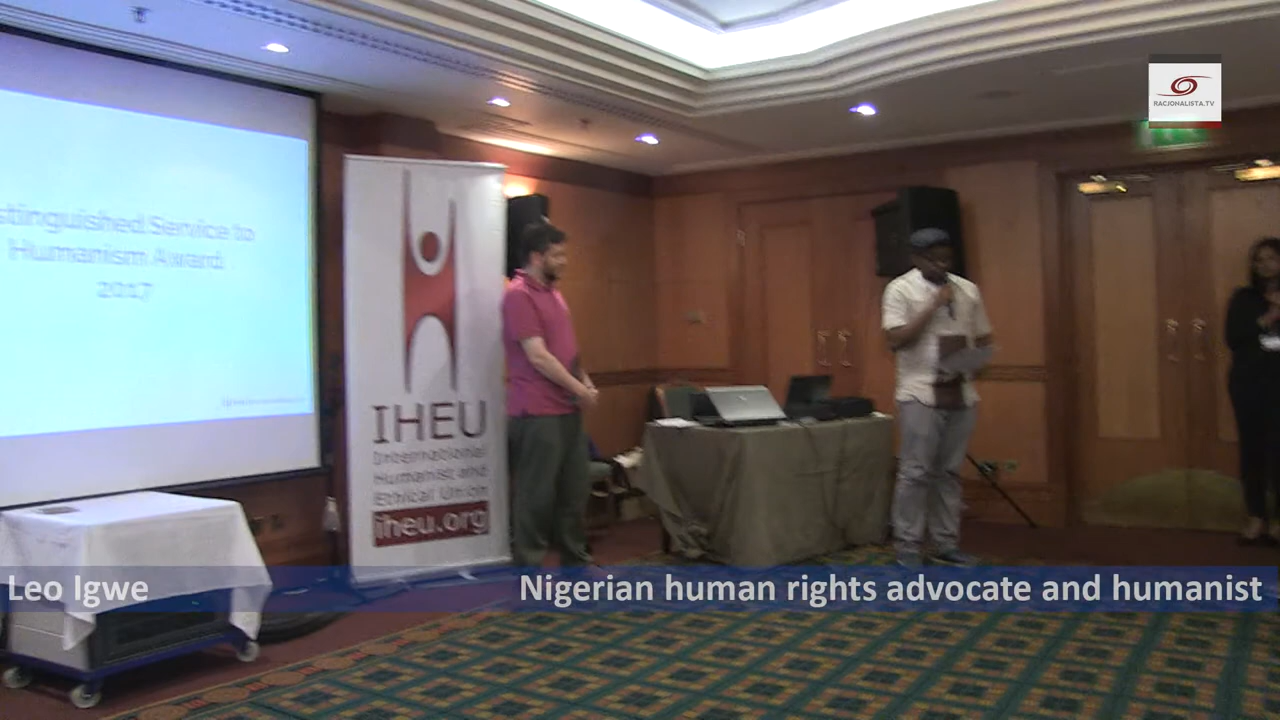 RACJONALISTA.TV
stinguished Service to
Humanism Award:
2017
IHEU
International
Humanist and
Ethical Union
iheu.org
Leo Igwe
Nigerian human rights advocate and humanist